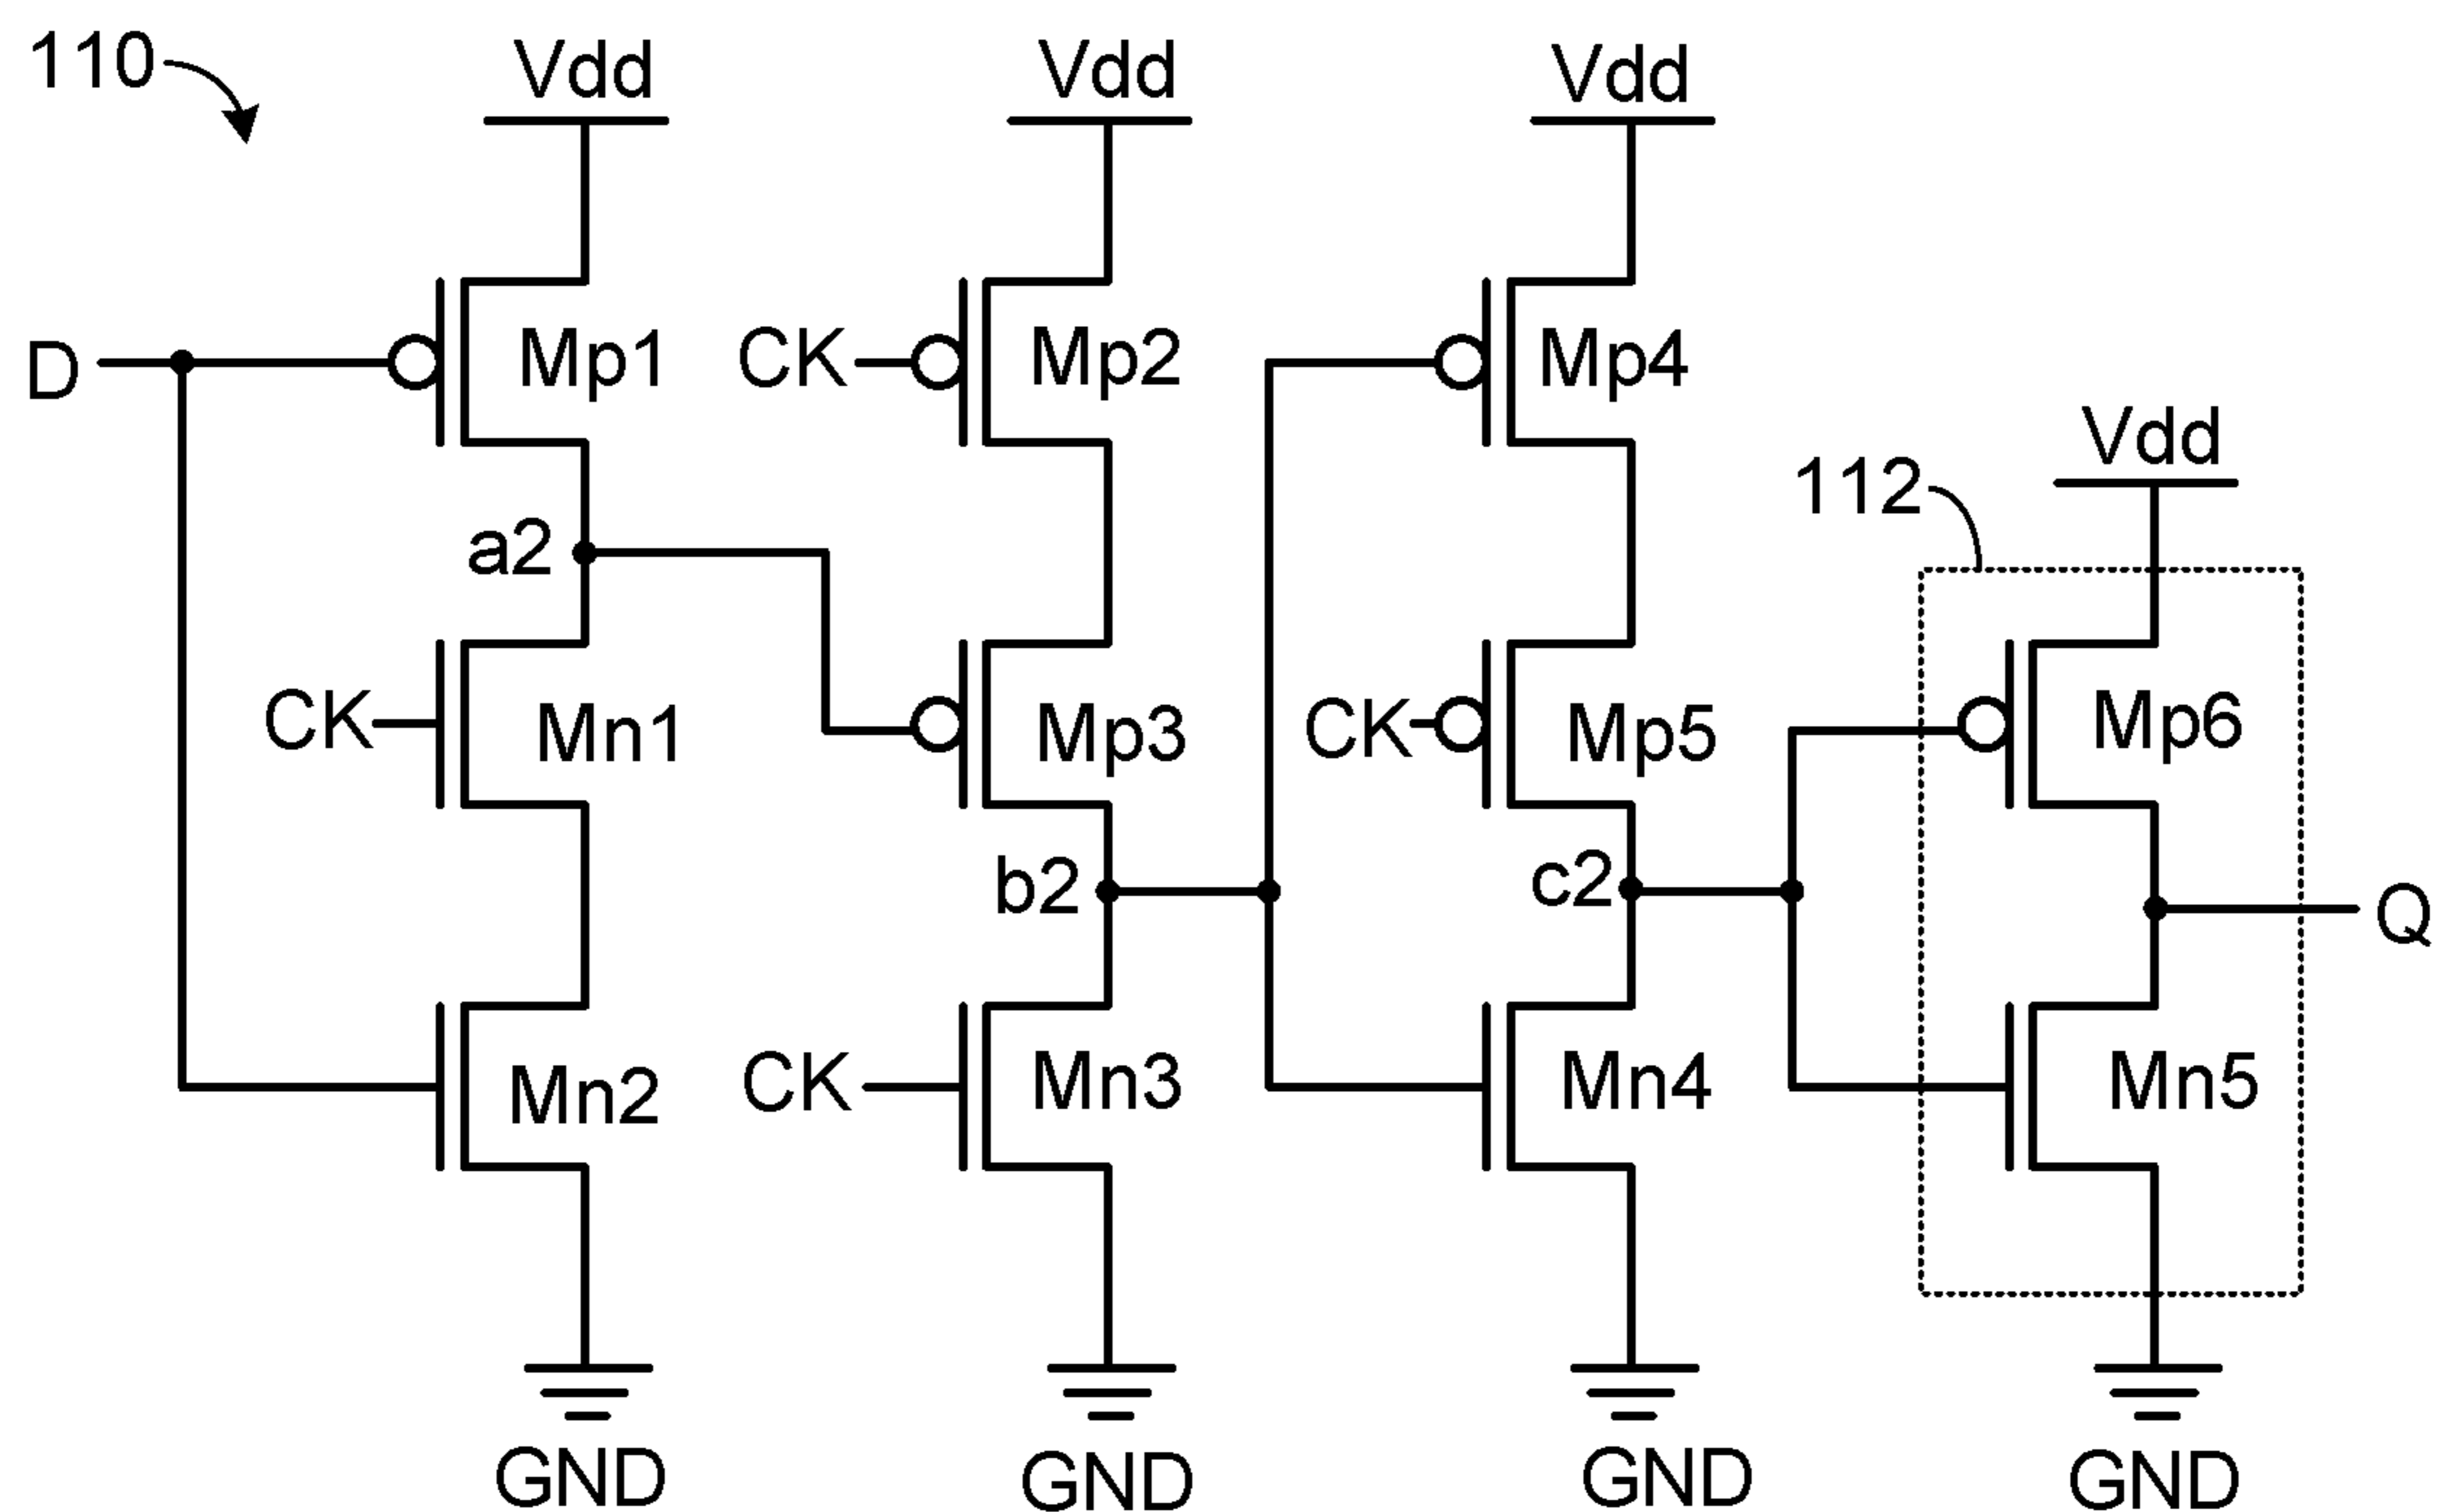 110
Vdd
Vdd
Vdd
D
Mp1
CK
Mp2
Mp4
Vdd
112
a2
CK
Mn1
Mp3
CK
Mp5
Mp6
b2
c2
Q
Mn2
CK
Mn3
Mn4
Mn5
GND
GND
GND
GND